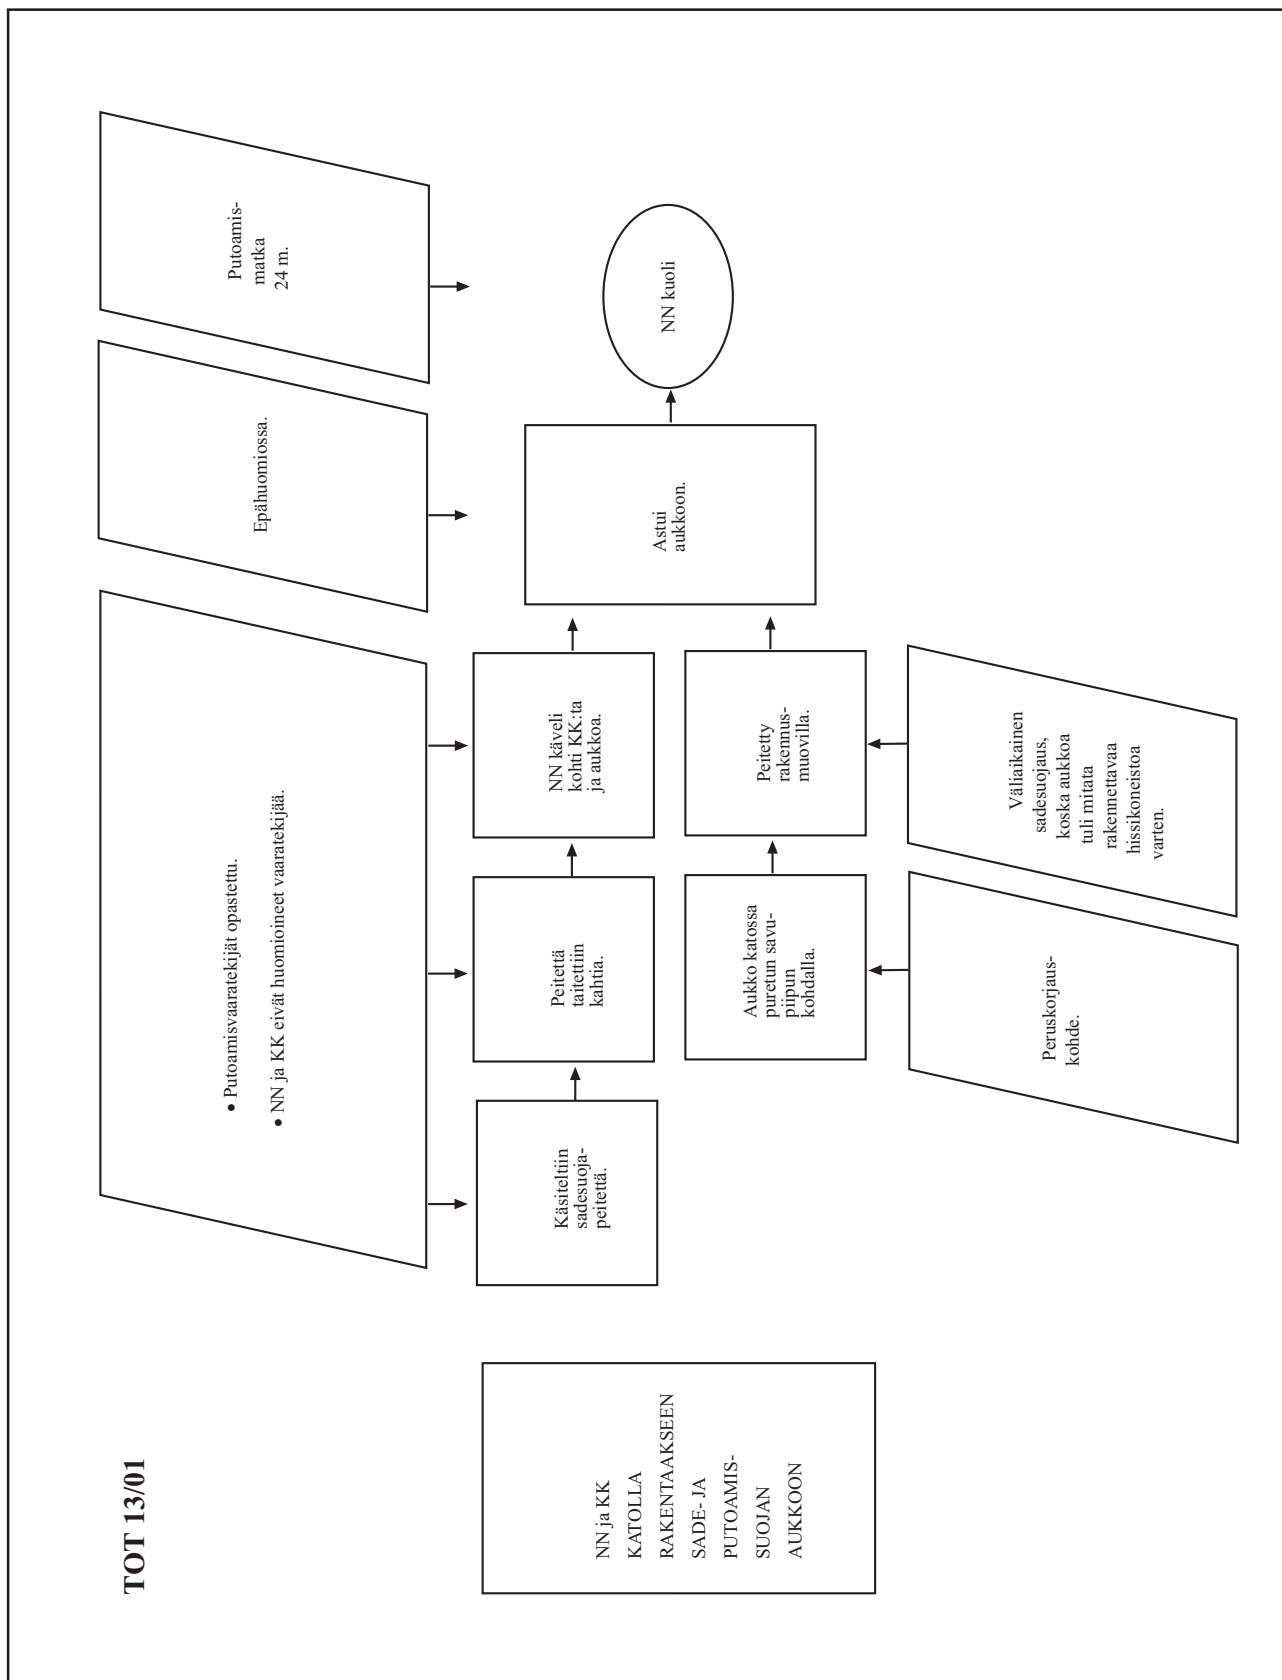 TOT 13/01
NN ja KK
KATOLLA
RAKENTAAKSEEN
SADE- JA
PUTOAMIS-
SUOJAN
AUKKOON
• Putoamisvaaratekijät opastettu.
• NN ja KK eivät huomioineet vaaratekijää.
Epähuomiossa.
Putoamis-
matka
24 m.
Käsiteltiin
sadesuoja-
peitettä.
Peitettä
taitettiin
kahtia.
NN käveli
kohti KK:ta
ja aukkoa.
Astui
aukkoon.
NN kuoli
Aukko katossa
puretun savu-
piipun
kohdalla.
Peitetty
rakennus-
muovilla.
Peruskorjaus-
kohde.
Väliaikainen
sadesuojaus,
koska aukkoa
tuli mitata
rakennettavaa
hissikoneistoa
varten.